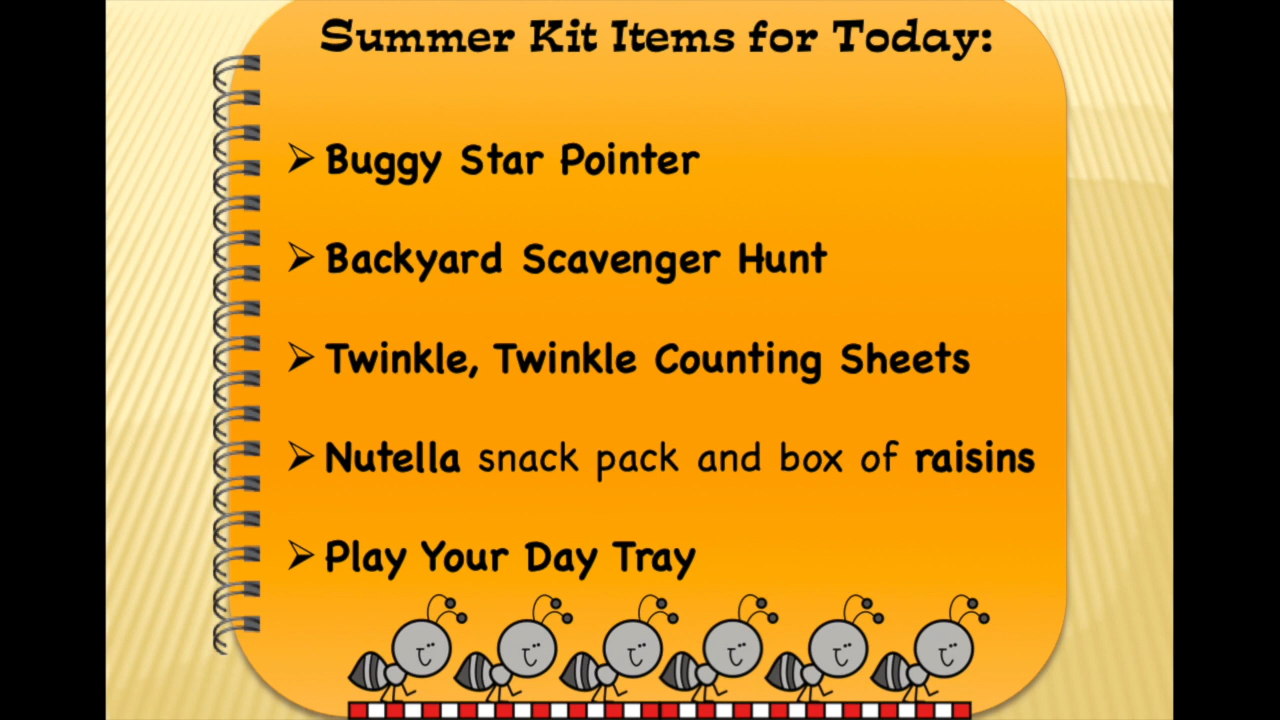 Summer Kit Items for Today:
Buggy Star Pointer
Backyard Scavenger Hunt
Twinkle, Twinkle Counting Sheets
Nutella snack pack and box of raisins
Play Your Day Tray